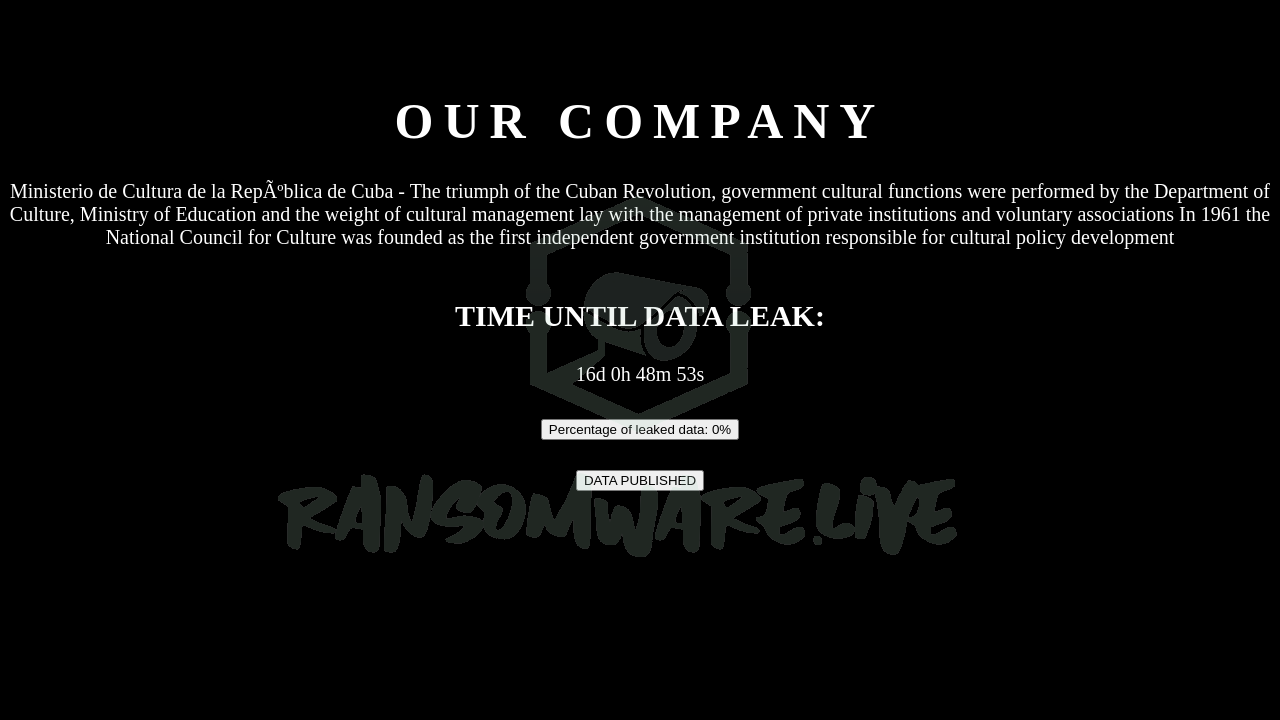 OUR COMPANY
Ministerio de Cultura de la RepÃºblica de Cuba - The triumph of the Cuban Revolution, government cultural functions were performed by the Department of
Culture, Ministry of Education and the weight of cultural management lay with the management of private institutions and voluntary associations In 1961 the
National Council for Culture was founded as the first independent government institution responsible for cultural policy development
TIME UNTIL DATA LEAK:
16d 0h 48m 53s
Percentage of leaked data: 0%
DATA PUBLISHED
RANSOMWARE.LIVE